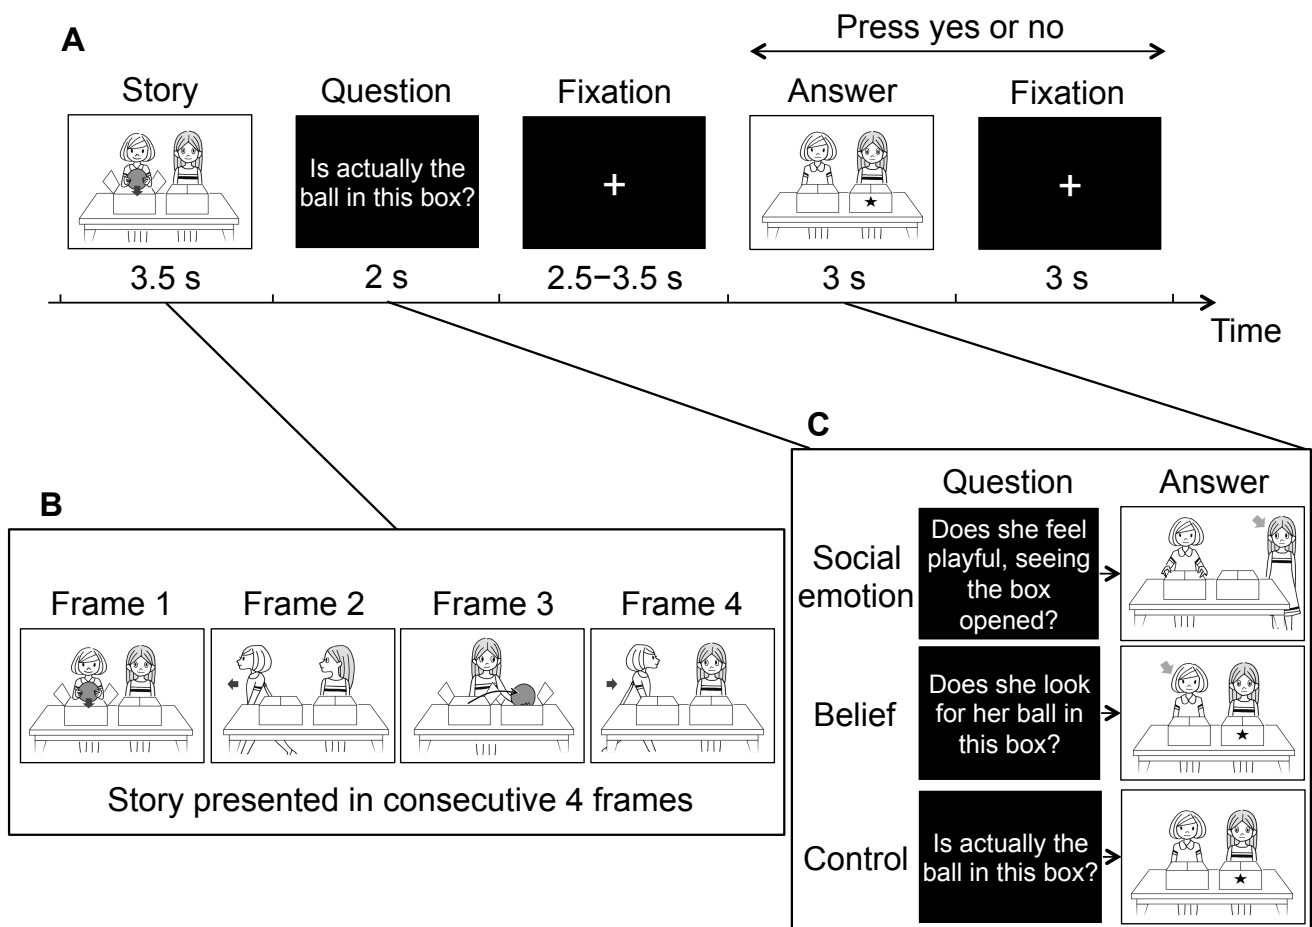 A
Press yes or no
Story
Question
Fixation
Answer
Fixation
Is actually the
ball in this box?
+
+
3.5 s
2 s
2.5−3.5 s
3 s
3 s
Time
B
Frame 1
Frame 2
Frame 3
Frame 4
Story presented in consecutive 4 frames
C
Question
Answer
Social
emotion
Does she feel
playful, seeing
the box
opened?
Belief
Does she look
for her ball in
this box?
Control
Is actually the
ball in this box?